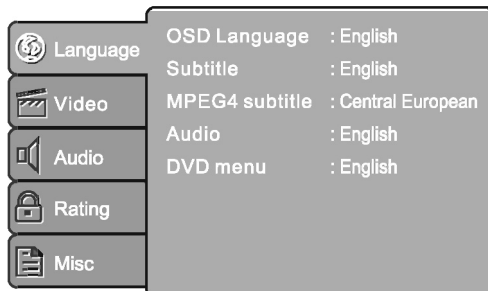 Language
Video
Audio
Rating
Misc
OSD Language : English
Subtitle : English
MPEG4 subtitle : Central European
Audio : English
DVD menu : English